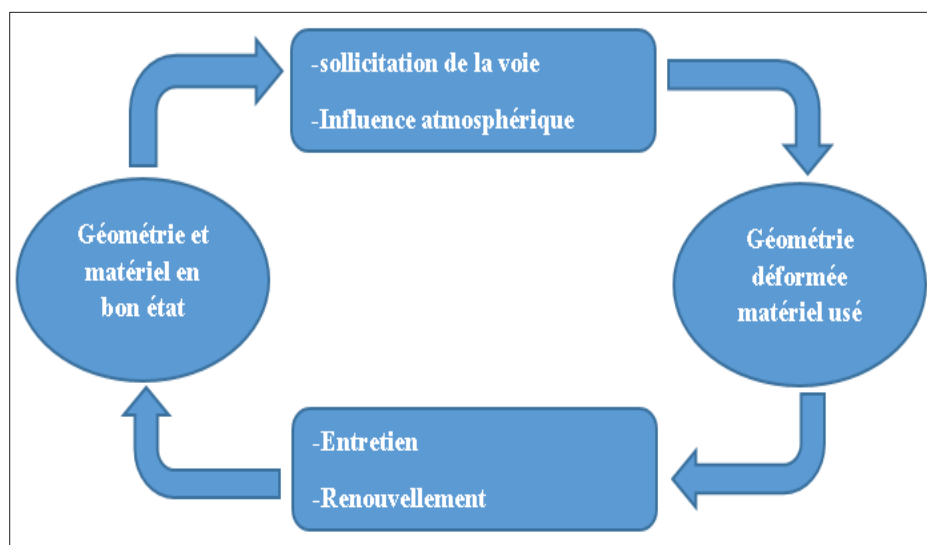 -sollicitation de la voie
-Influence atmosphérique
Géométrie et
matériel en
bon état
Géométrie
déformée
matériel usé
-Entretien
-Renouvellement